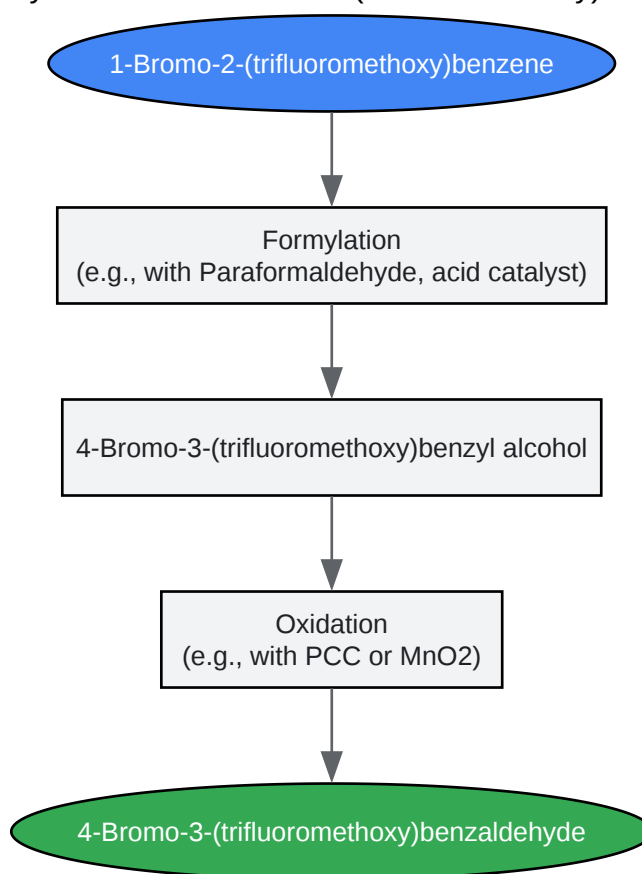 1-Bromo-2-(trifluoromethoxy)benzene
Formylation
(e.g., with Paraformaldehyde, acid catalyst)
4-Bromo-3-(trifluoromethoxy)benzyl alcohol
Oxidation
(e.g., with PCC or MnO2)
4-Bromo-3-(trifluoromethoxy)benzaldehyde